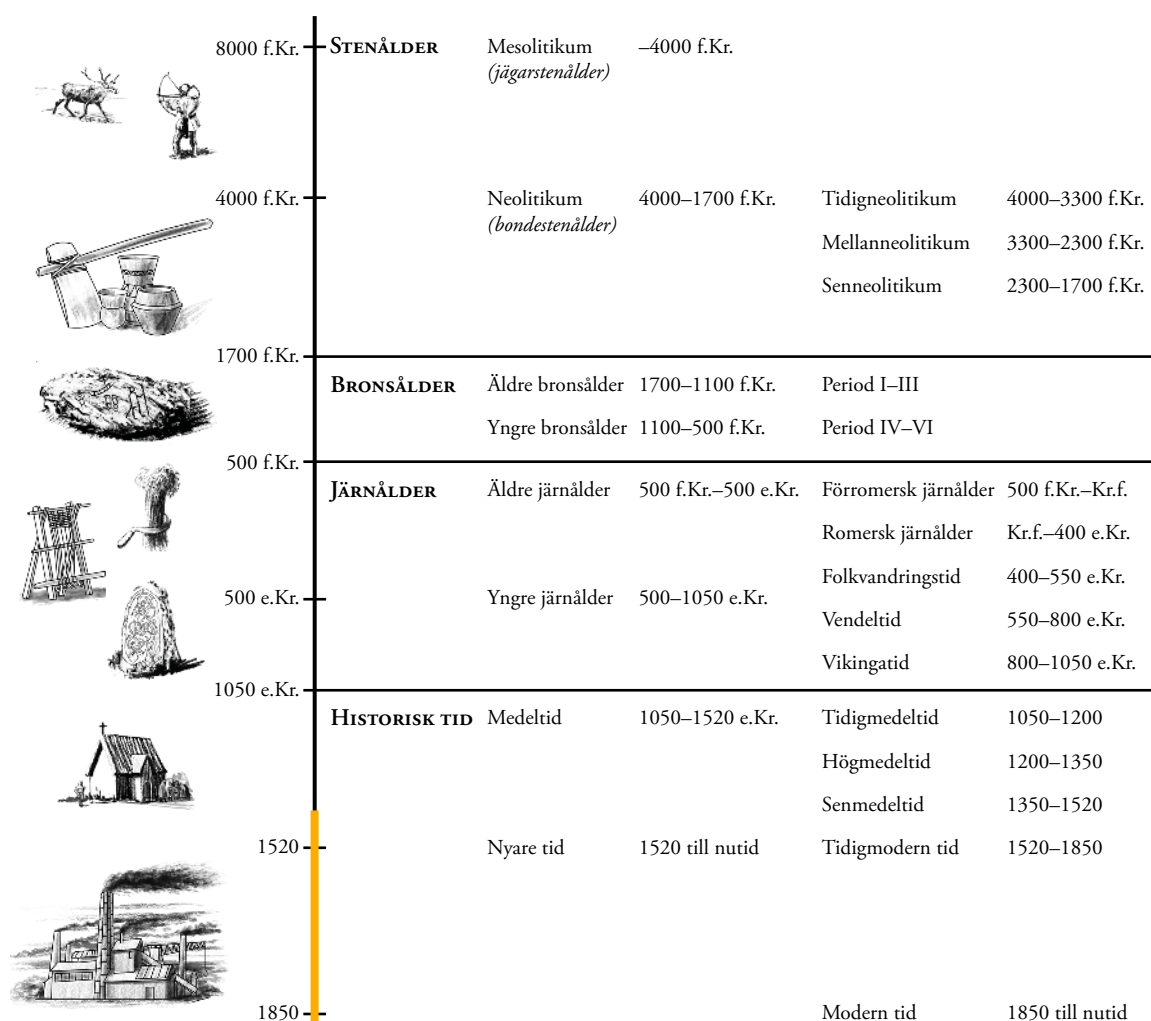 8000 f.Kr. STENÅLDER Mesolitikum –4000 f.Kr.
(jägarstenålder)
4000 f.Kr. Neolitikum 4000–1700 f.Kr. Tidigneolitikum 4000–3300 f.Kr.
(bondestenålder)
Mellanneolitikum 3300–2300 f.Kr.
Senneolitikum 2300–1700 f.Kr.
1700 f.Kr.
BRONSÅLDER Äldre bronsålder 1700–1100 f.Kr. Period I–III
Yngre bronsålder 1100–500 f.Kr. Period IV–VI
500 f.Kr.
JÄRNÅLDER Äldre järnålder 500 f.Kr.–500 e.Kr. Förromersk järnålder 500 f.Kr.–Kr.f.
Romersk järnålder Kr.f.–400 e.Kr.
Folkvandringstid 400–550 e.Kr.
500 e.Kr. Yngre järnålder 500–1050 e.Kr.
Vendeltid 550–800 e.Kr.
Vikingatid 800–1050 e.Kr.
1050 e.Kr.
HISTORISK TID Medeltid 1050–1520 e.Kr. Tidigmedeltid 1050–1200
Högmedeltid 1200–1350
Senmedeltid 1350–1520
1520 Nyare tid 1520 till nutid Tidigmodern tid 1520–1850
1850 Modern tid 1850 till nutid